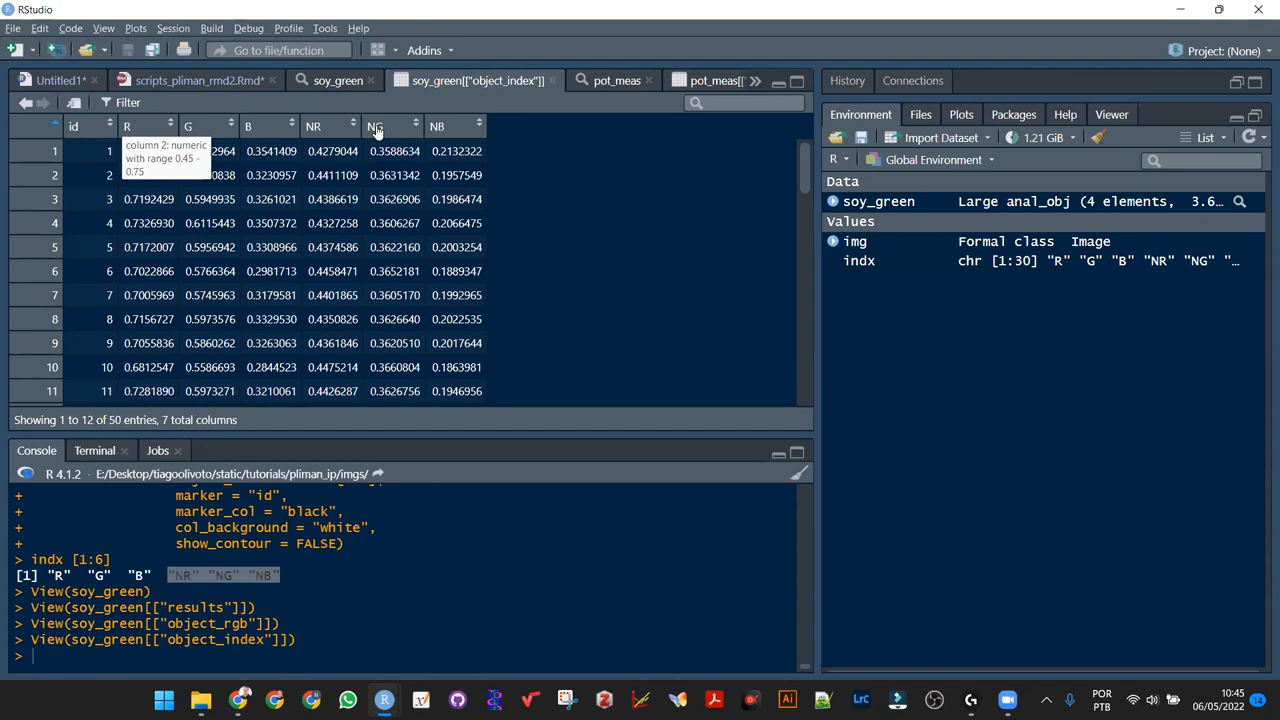 RStudio
File Edit Code View Plots Session Build Debug Profile Tools Help
Go to file/function Addins Project: (None)
Untitled1* scripts_pliman_rmd2.Rmd* soy_green soy_green[["object_index"]] pot_meas pot_meas[["
Filter
id R G B NR NG NB
column 2: numeric
with range 0.45 -
0.75
1 1 2964 0.3541409 0.4279044 0.3588634 0.2132322
2 2 0838 0.3230957 0.4411109 0.3631342 0.1957549
3 3 0.7192429 0.5949935 0.3261021 0.4386619 0.3626906 0.1986474
4 4 0.7326930 0.6115443 0.3507372 0.4327258 0.3606267 0.2066475
5 5 0.7172007 0.5956942 0.3308966 0.4374586 0.3622160 0.2003254
6 6 0.7022866 0.5766364 0.2981713 0.4458471 0.3652181 0.1889347
7 7 0.7005969 0.5745963 0.3179581 0.4401865 0.3605170 0.1992965
8 8 0.7156727 0.5973576 0.3329530 0.4350826 0.3626640 0.2022535
9 9 0.7055836 0.5860262 0.3263063 0.4361846 0.3620510 0.2017644
10 10 0.6812547 0.5586693 0.2844523 0.4475214 0.3660804 0.1863981
11 11 0.7281890 0.5973271 0.3210061 0.4426287 0.3626756 0.1946956
Showing 1 to 12 of 50 entries, 7 total columns
Console Terminal Jobs
R 4.1.2 · E:/Desktop/tiagoolivoto/static/tutorials/pliman_ip/imgs/
+ marker = "id",
+ marker_col = "black",
+ col_background = "white",
+ show_contour = FALSE)
> indx [1:6]
[1] "R" "G" "B" "NR" "NG" "NB"
> View(soy_green)
> View(soy_green[["results"]])
> View(soy_green[["object_rgb"]])
> View(soy_green[["object_index"]])
>
History Connections
Environment Files Plots Packages Help Viewer
Import Dataset 1.21 GiB List
R Global Environment
Data
soy_green Large anal_obj (4 elements, 3.6…
Values
img Formal class Image
indx chr [1:30] "R" "G" "B" "NR" "NG" "…
Ai LrC
POR
PTB
10:45
06/05/2022